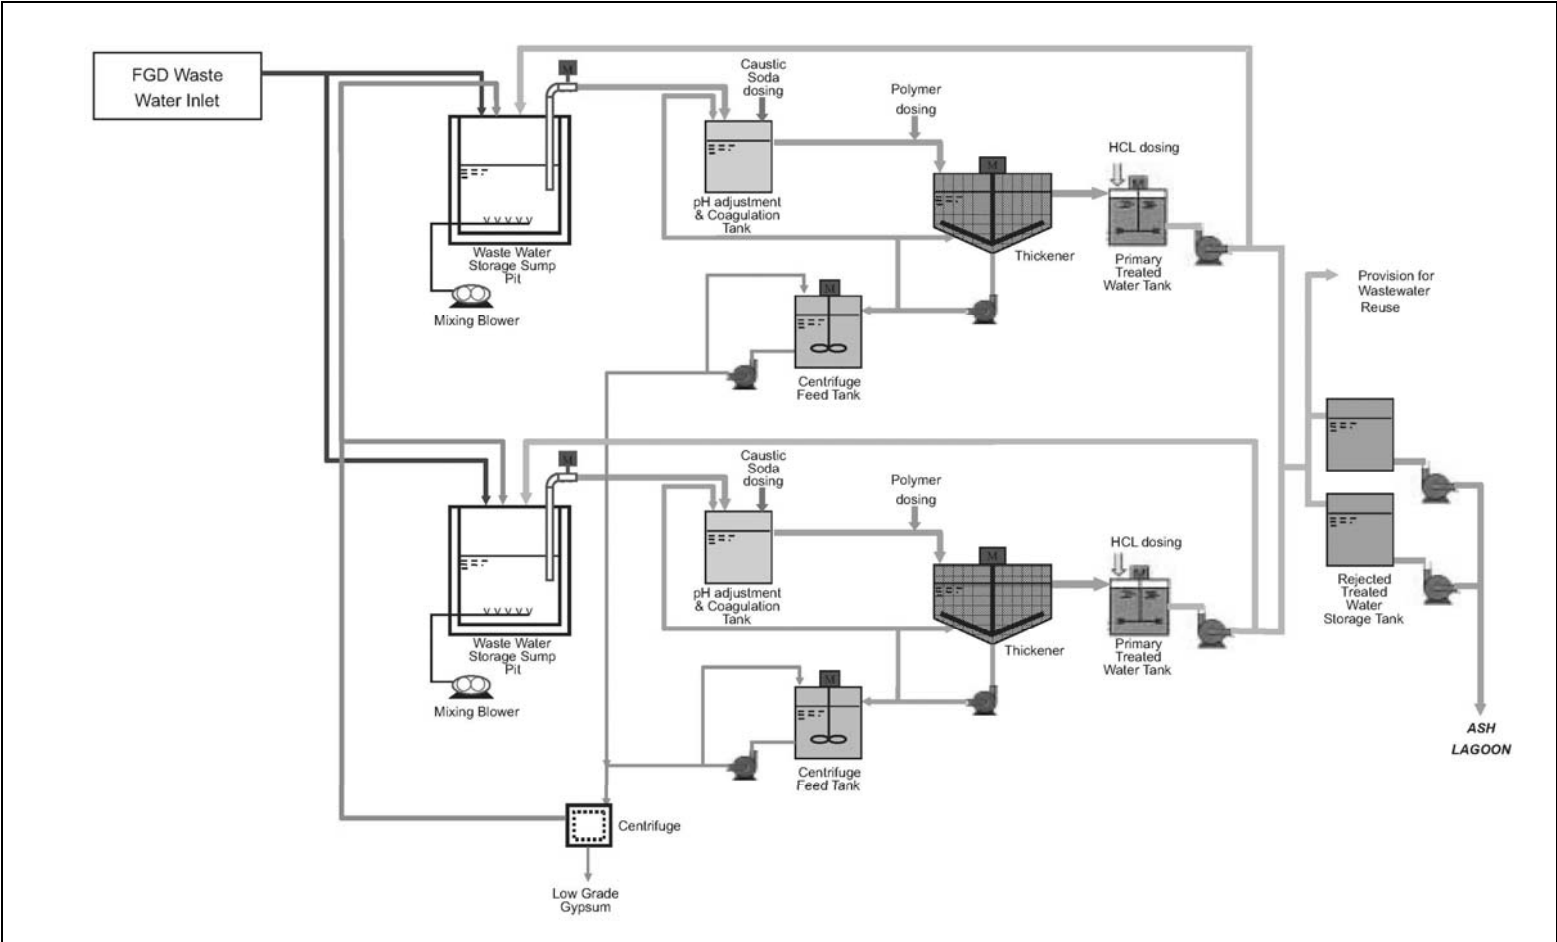 FGD Waste
Water Inlet
M
Caustic
Soda
dosing
Polymer
dosing
HCL dosing
M
M
pH adjustment
& Coagulation
Tank
Waste Water
Storage Sump
Pit
Thickener
Primary
Treated
Water Tank
Provision for
Wastewater
Reuse
M
Mixing Blower
Centrifuge
Feed Tank
M
Caustic
Soda
dosing
Polymer
dosing
HCL dosing
M
M
pH adjustment
& Coagulation
Tank
Rejected
Treated
Water
Storage Tank
Waste Water
Storage Sump
Pit
Thickener
Primary
Treated
Water Tank
M
Mixing Blower
ASH
LAGOON
Centrifuge
Feed Tank
Centrifuge
Low Grade
Gypsum